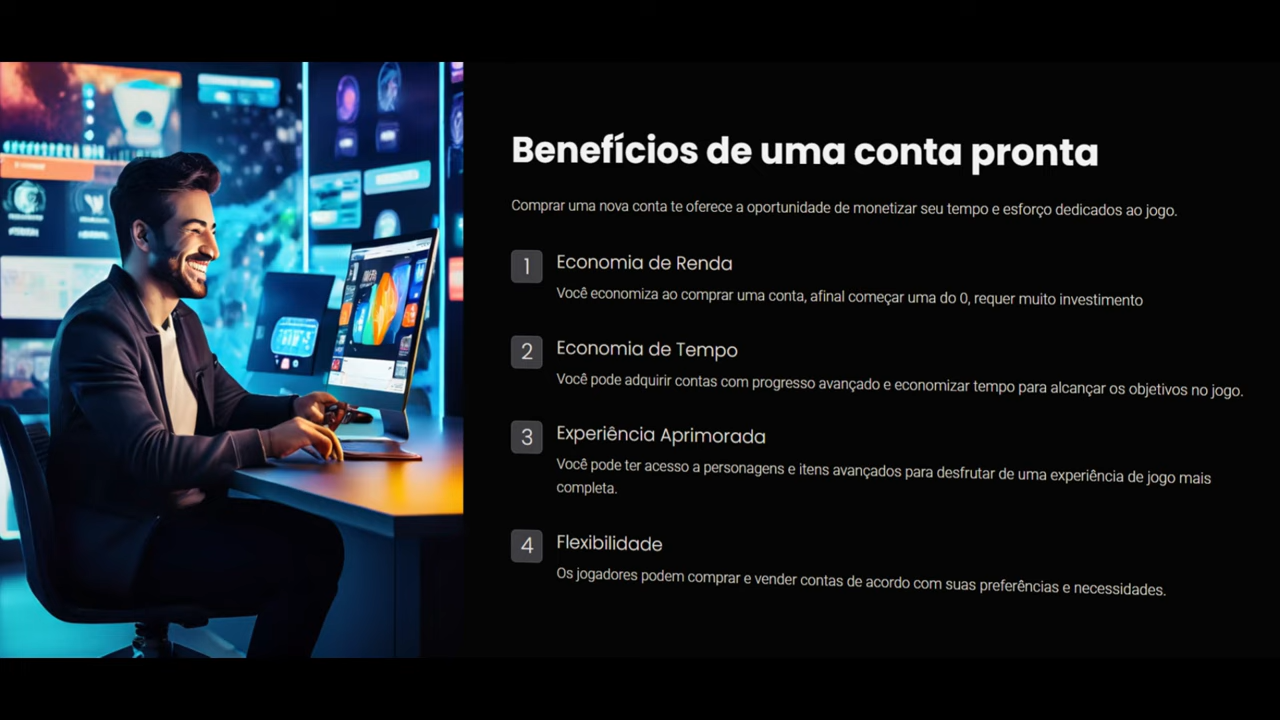 Benefícios de uma conta pronta
Comprar uma nova conta te oferece a oportunidade de monetizar seu tempo e esforço dedicados ao jogo.
1 Economia de Renda
Você economiza ao comprar uma conta, afinal começar uma do 0, requer muito investimento
2 Economia de Tempo
Você pode adquirir contas com progresso avançado e economizar tempo para alcançar os objetivos no jogo.
3 Experiência Aprimorada
Você pode ter acesso a personagens e itens avançados para desfrutar de uma experiência de jogo mais
completa.
4 Flexibilidade
Os jogadores podem comprar e vender contas de acordo com suas preferências e necessidades.